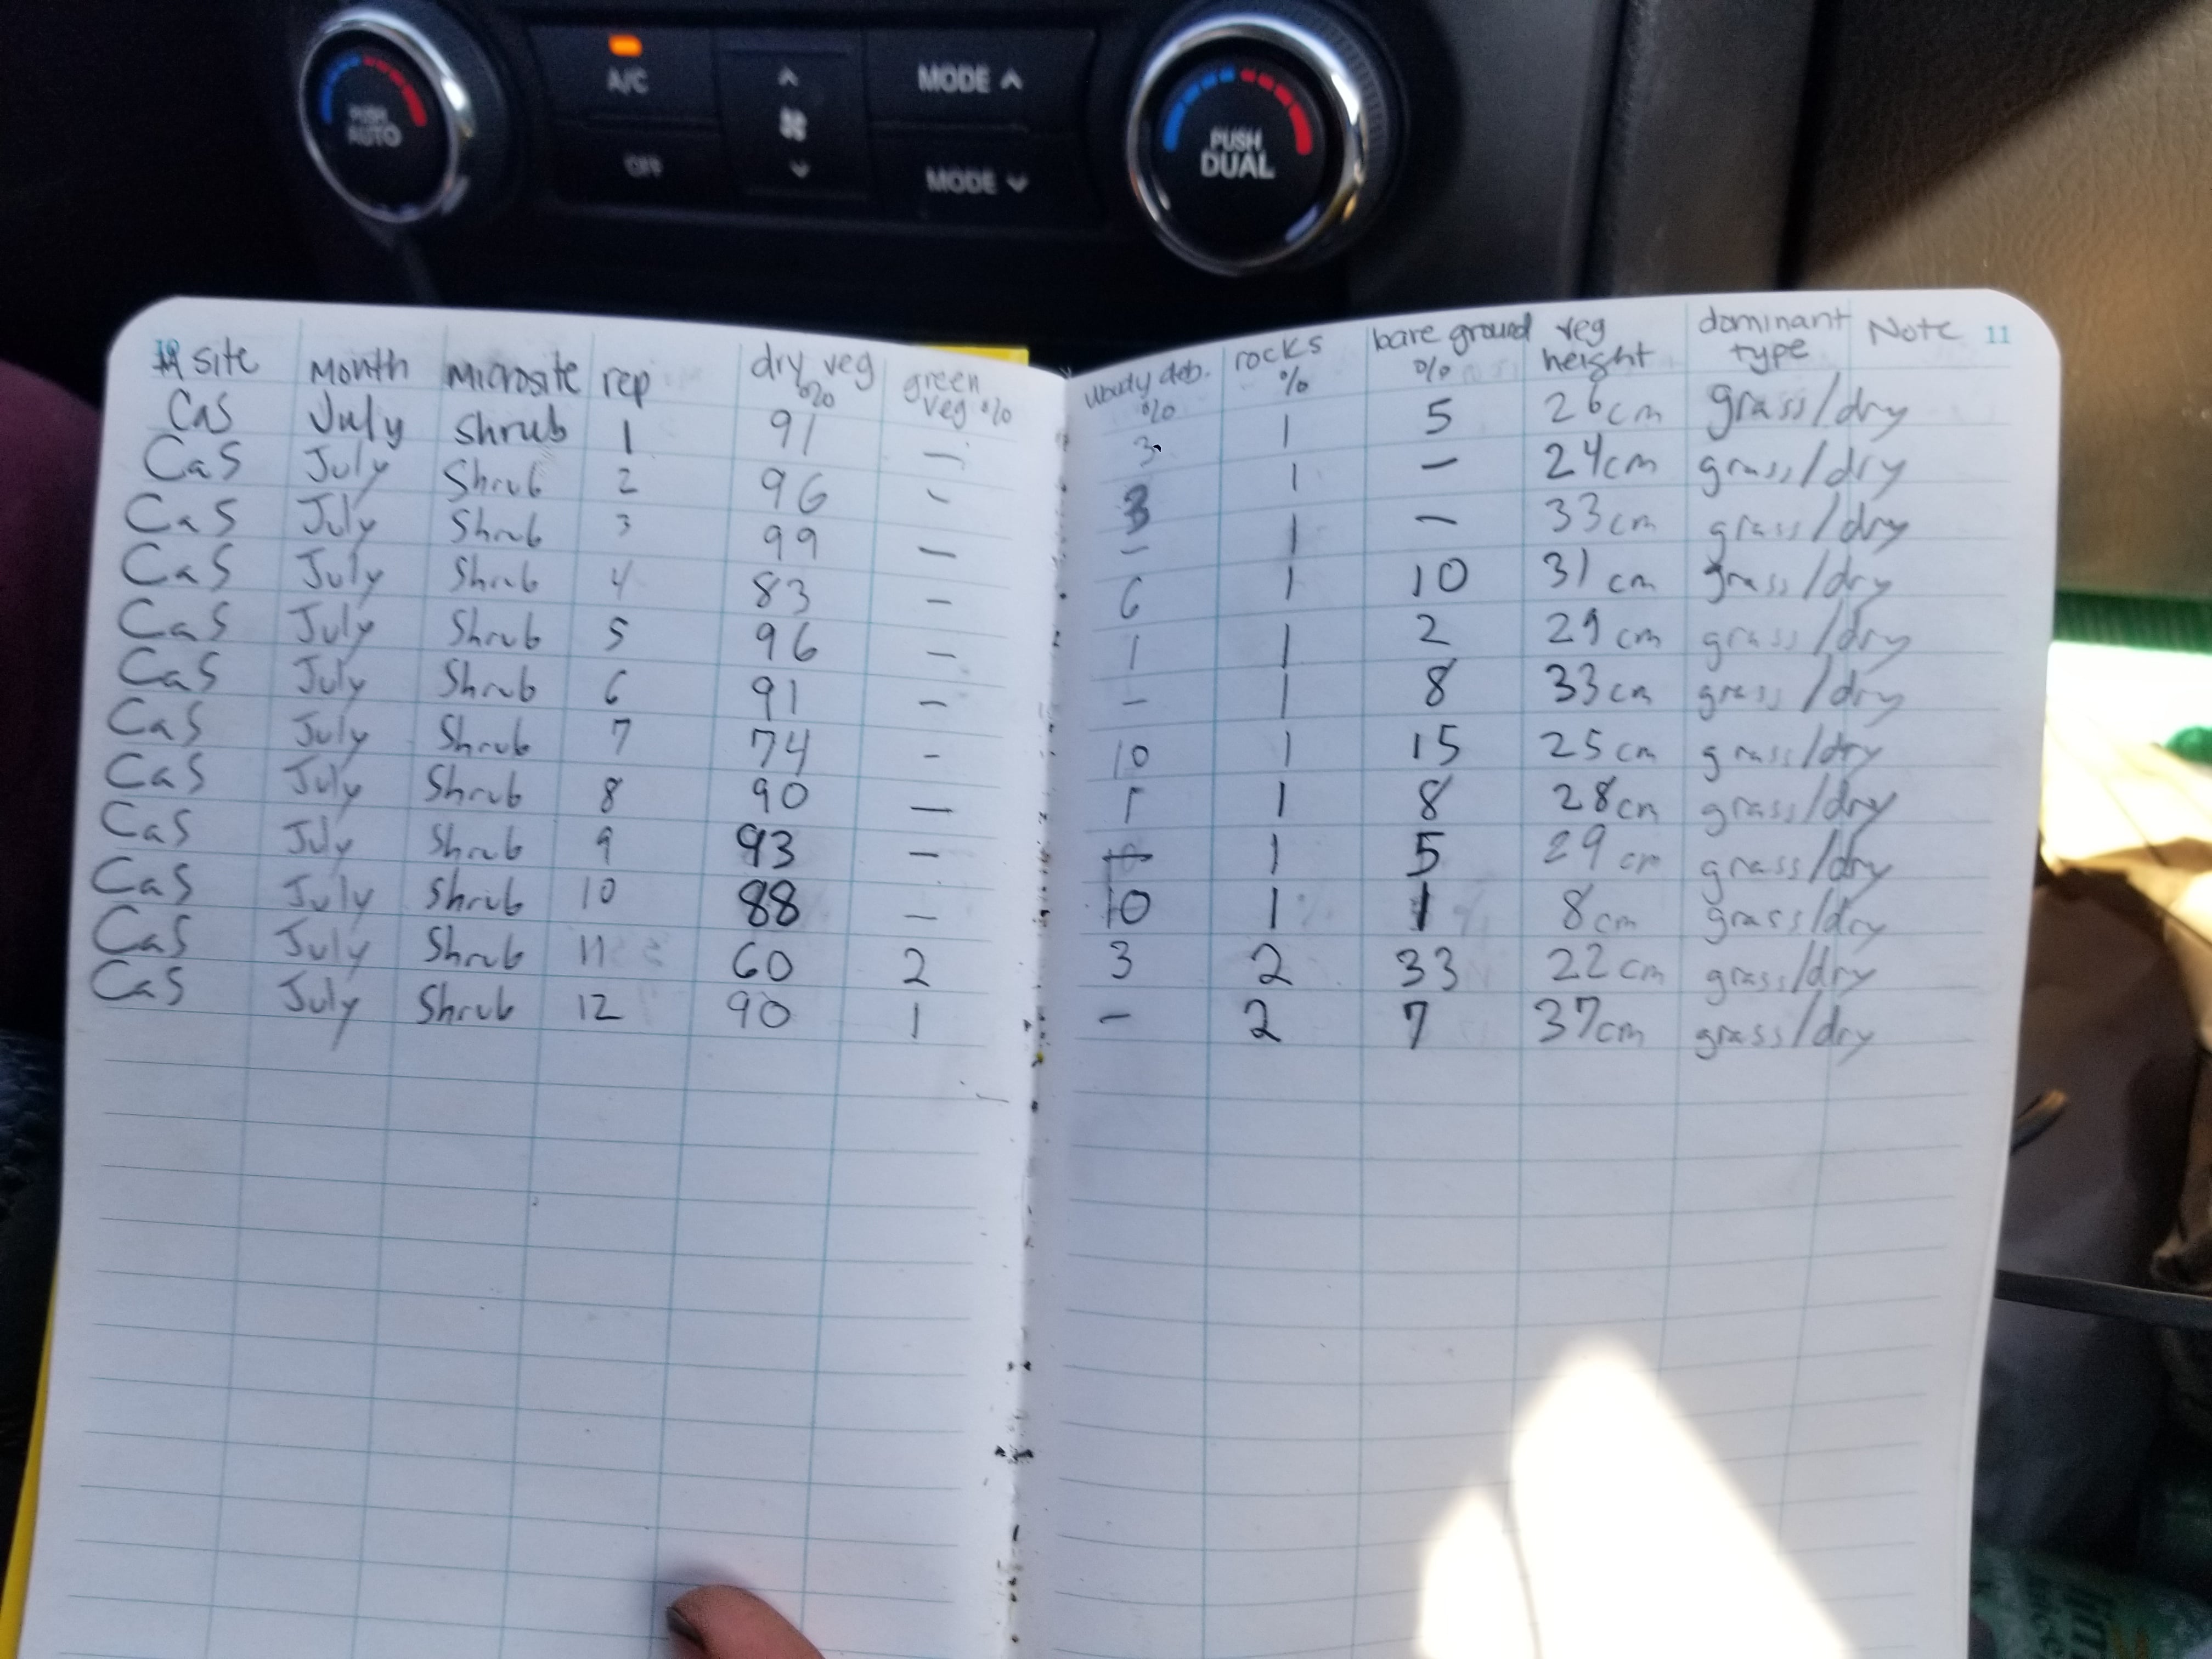 A/C
MODE
PUSH AUTO
OFF
MODE
PUSH DUAL
site Month Microsite rep dry veg % green veg % woody deb. % rocks % bare ground % veg height dominant type Note 11
CaS July Shrub 1 91 — 3 1 5 26cm grass/dry
CaS July Shrub 2 96 - 3 1 — 24cm grass/dry
CaS July Shrub 3 99 — - 1 — 33cm grass/dry
CaS July Shrub 4 83 — 6 1 10 31 cm grass/dry
CaS July Shrub 5 96 — 1 1 2 29 cm grass/dry
CaS July Shrub 6 91 — - 1 8 33cm grass/dry
CaS July Shrub 7 74 - 10 1 15 25cm grass/dry
CaS July Shrub 8 90 — 1 1 8 28cm grass/dry
CaS July Shrub 9 93 — 1 5 29 cm grass/dry
CaS July Shrub 10 88 — 10 1 1 8cm grass/dry
CaS July Shrub 11 60 2 3 2 33 22cm grass/dry
CaS July Shrub 12 90 1 - 2 7 37cm grass/dry